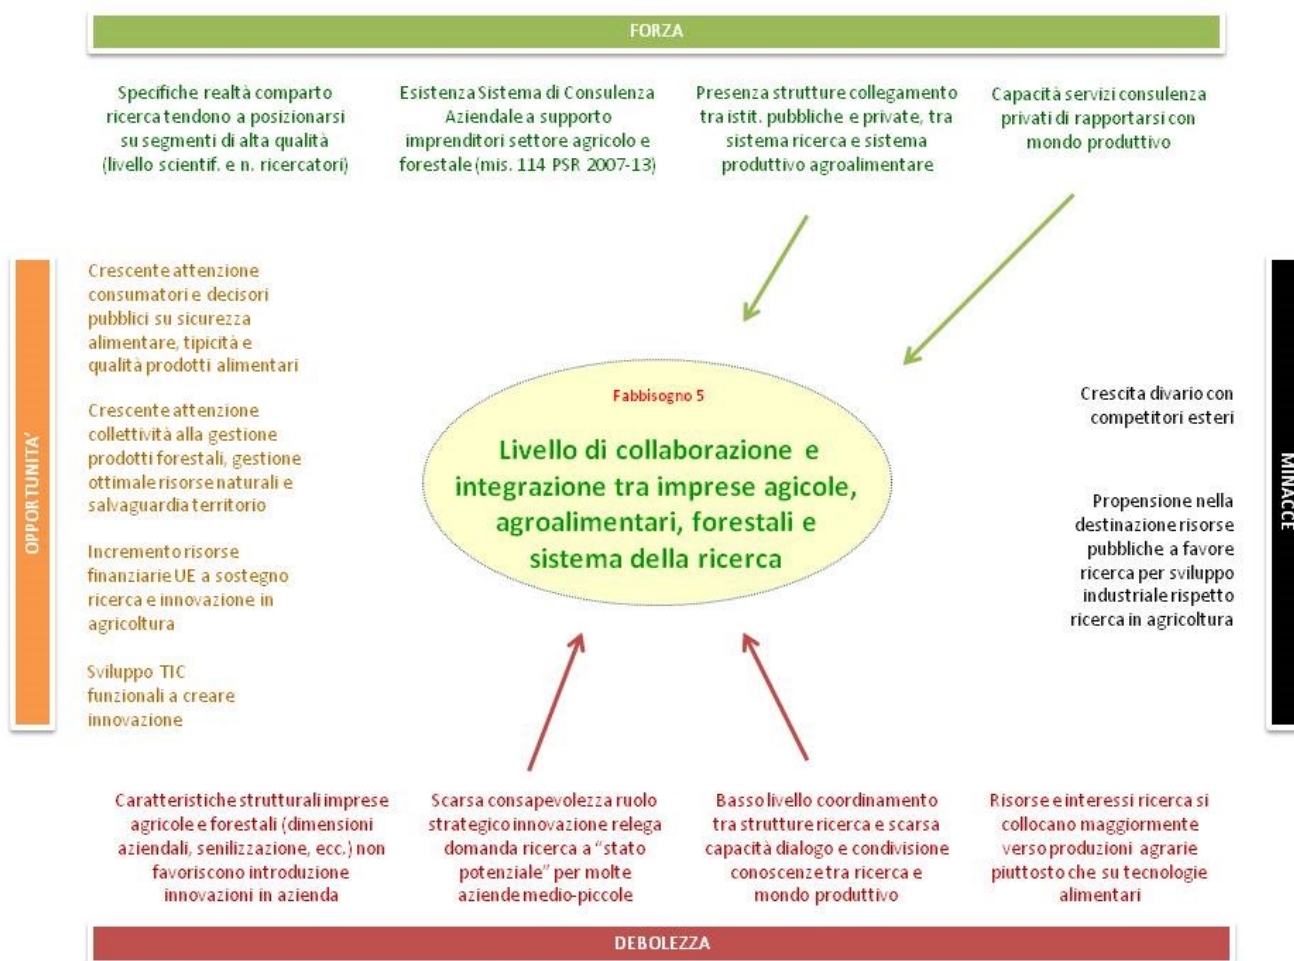 FORZA
Specifiche realtà comparto
ricerca tendono a posizionarsi
su segmenti di alta qualità
(livello scientif. e n. ricercatori)
Esistenza Sistema di Consulenza
Aziendale a supporto
imprenditori settore agricolo e
forestale (mis. 114 PSR 2007-13)
Presenza strutture collegamento
tra istit. pubbliche e private, tra
sistema ricerca e sistema
produttivo agroalimentare
Capacità servizi consulenza
privati di rapportarsi con
mondo produttivo
OPPORTUNITA'
Crescente attenzione
consumatori e decisori
pubblici su sicurezza
alimentare, tipicità e
qualità prodotti alimentari
Crescente attenzione
collettività alla gestione
prodotti forestali, gestione
ottimale risorse naturali e
salvaguardia territorio
Incremento risorse
finanziarie UE a sostegno
ricerca e innovazione in
agricoltura
Sviluppo TIC
funzionali a creare
innovazione
Fabbisogno 5
Livello di collaborazione e
integrazione tra imprese agicole,
agroalimentari, forestali e
sistema della ricerca
Crescita divario con
competitori esteri
Propensione nella
destinazione risorse
pubbliche a favore
ricerca per sviluppo
industriale rispetto
ricerca in agricoltura
MINACCE
Caratteristiche strutturali imprese
agricole e forestali (dimensioni
aziendali, senilizzazione, ecc.) non
favoriscono introduzione
innovazioni in azienda
Scarsa consapevolezza ruolo
strategico innovazione relega
domanda ricerca a "stato
potenziale" per molte
aziende medio-piccole
Basso livello coordinamento
tra strutture ricerca e scarsa
capacità dialogo e condivisione
conoscenze tra ricerca e
mondo produttivo
Risorse e interessi ricerca si
collocano maggiormente
verso produzioni agrarie
piuttosto che su tecnologie
alimentari
DEBOLEZZA